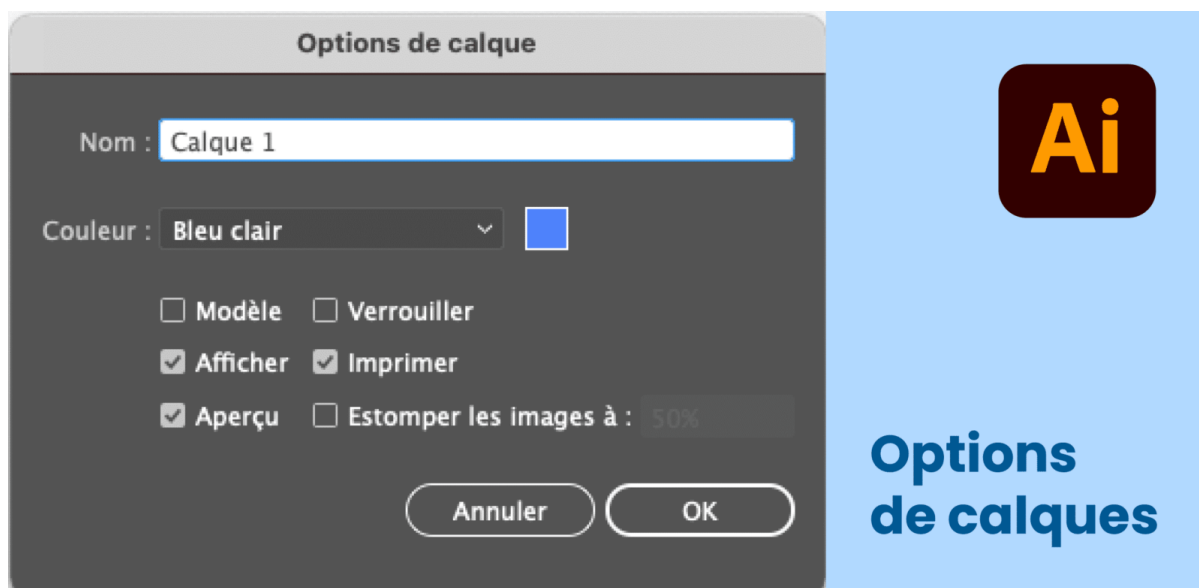 Options de calque
Nom : Calque 1
Couleur : Bleu clair
Modèle Verrouiller
Afficher Imprimer
Aperçu Estomper les images à : 50%
Annuler OK
Ai
Options
de calques